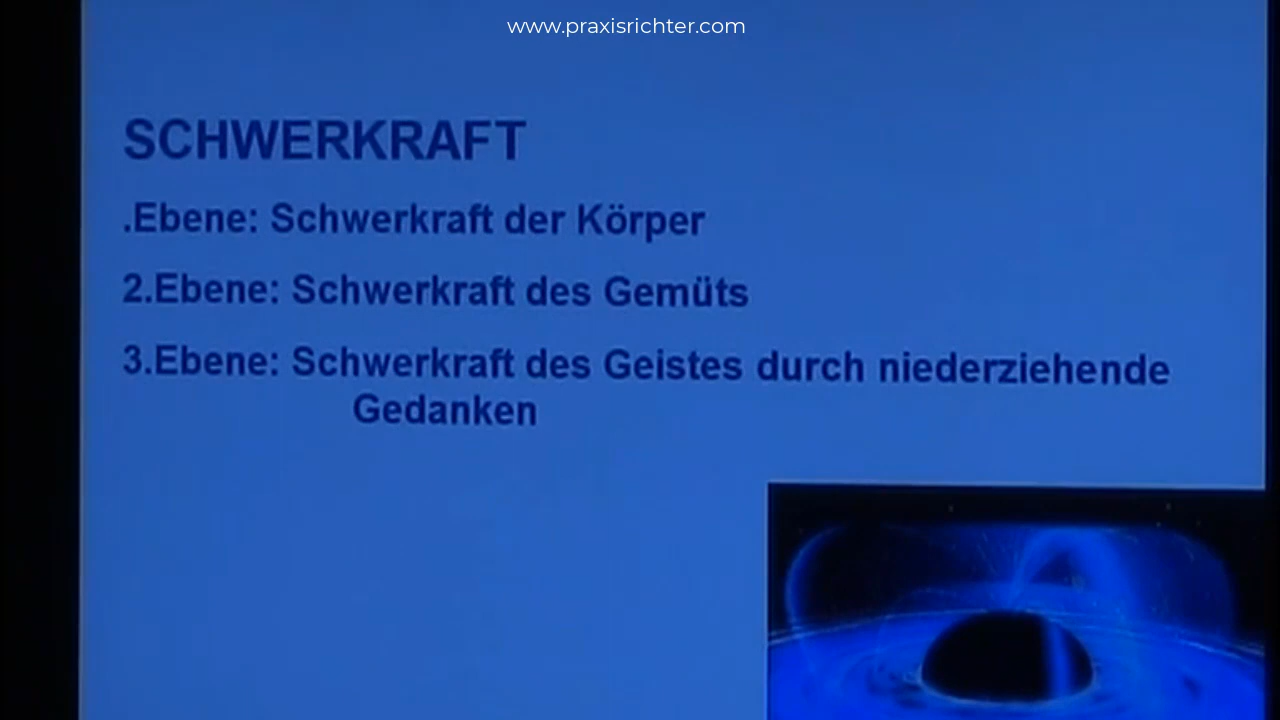 www.praxisrichter.com
SCHWERKRAFT
.Ebene: Schwerkraft der Körper
2.Ebene: Schwerkraft des Gemüts
3.Ebene: Schwerkraft des Geistes durch niederziehende
Gedanken